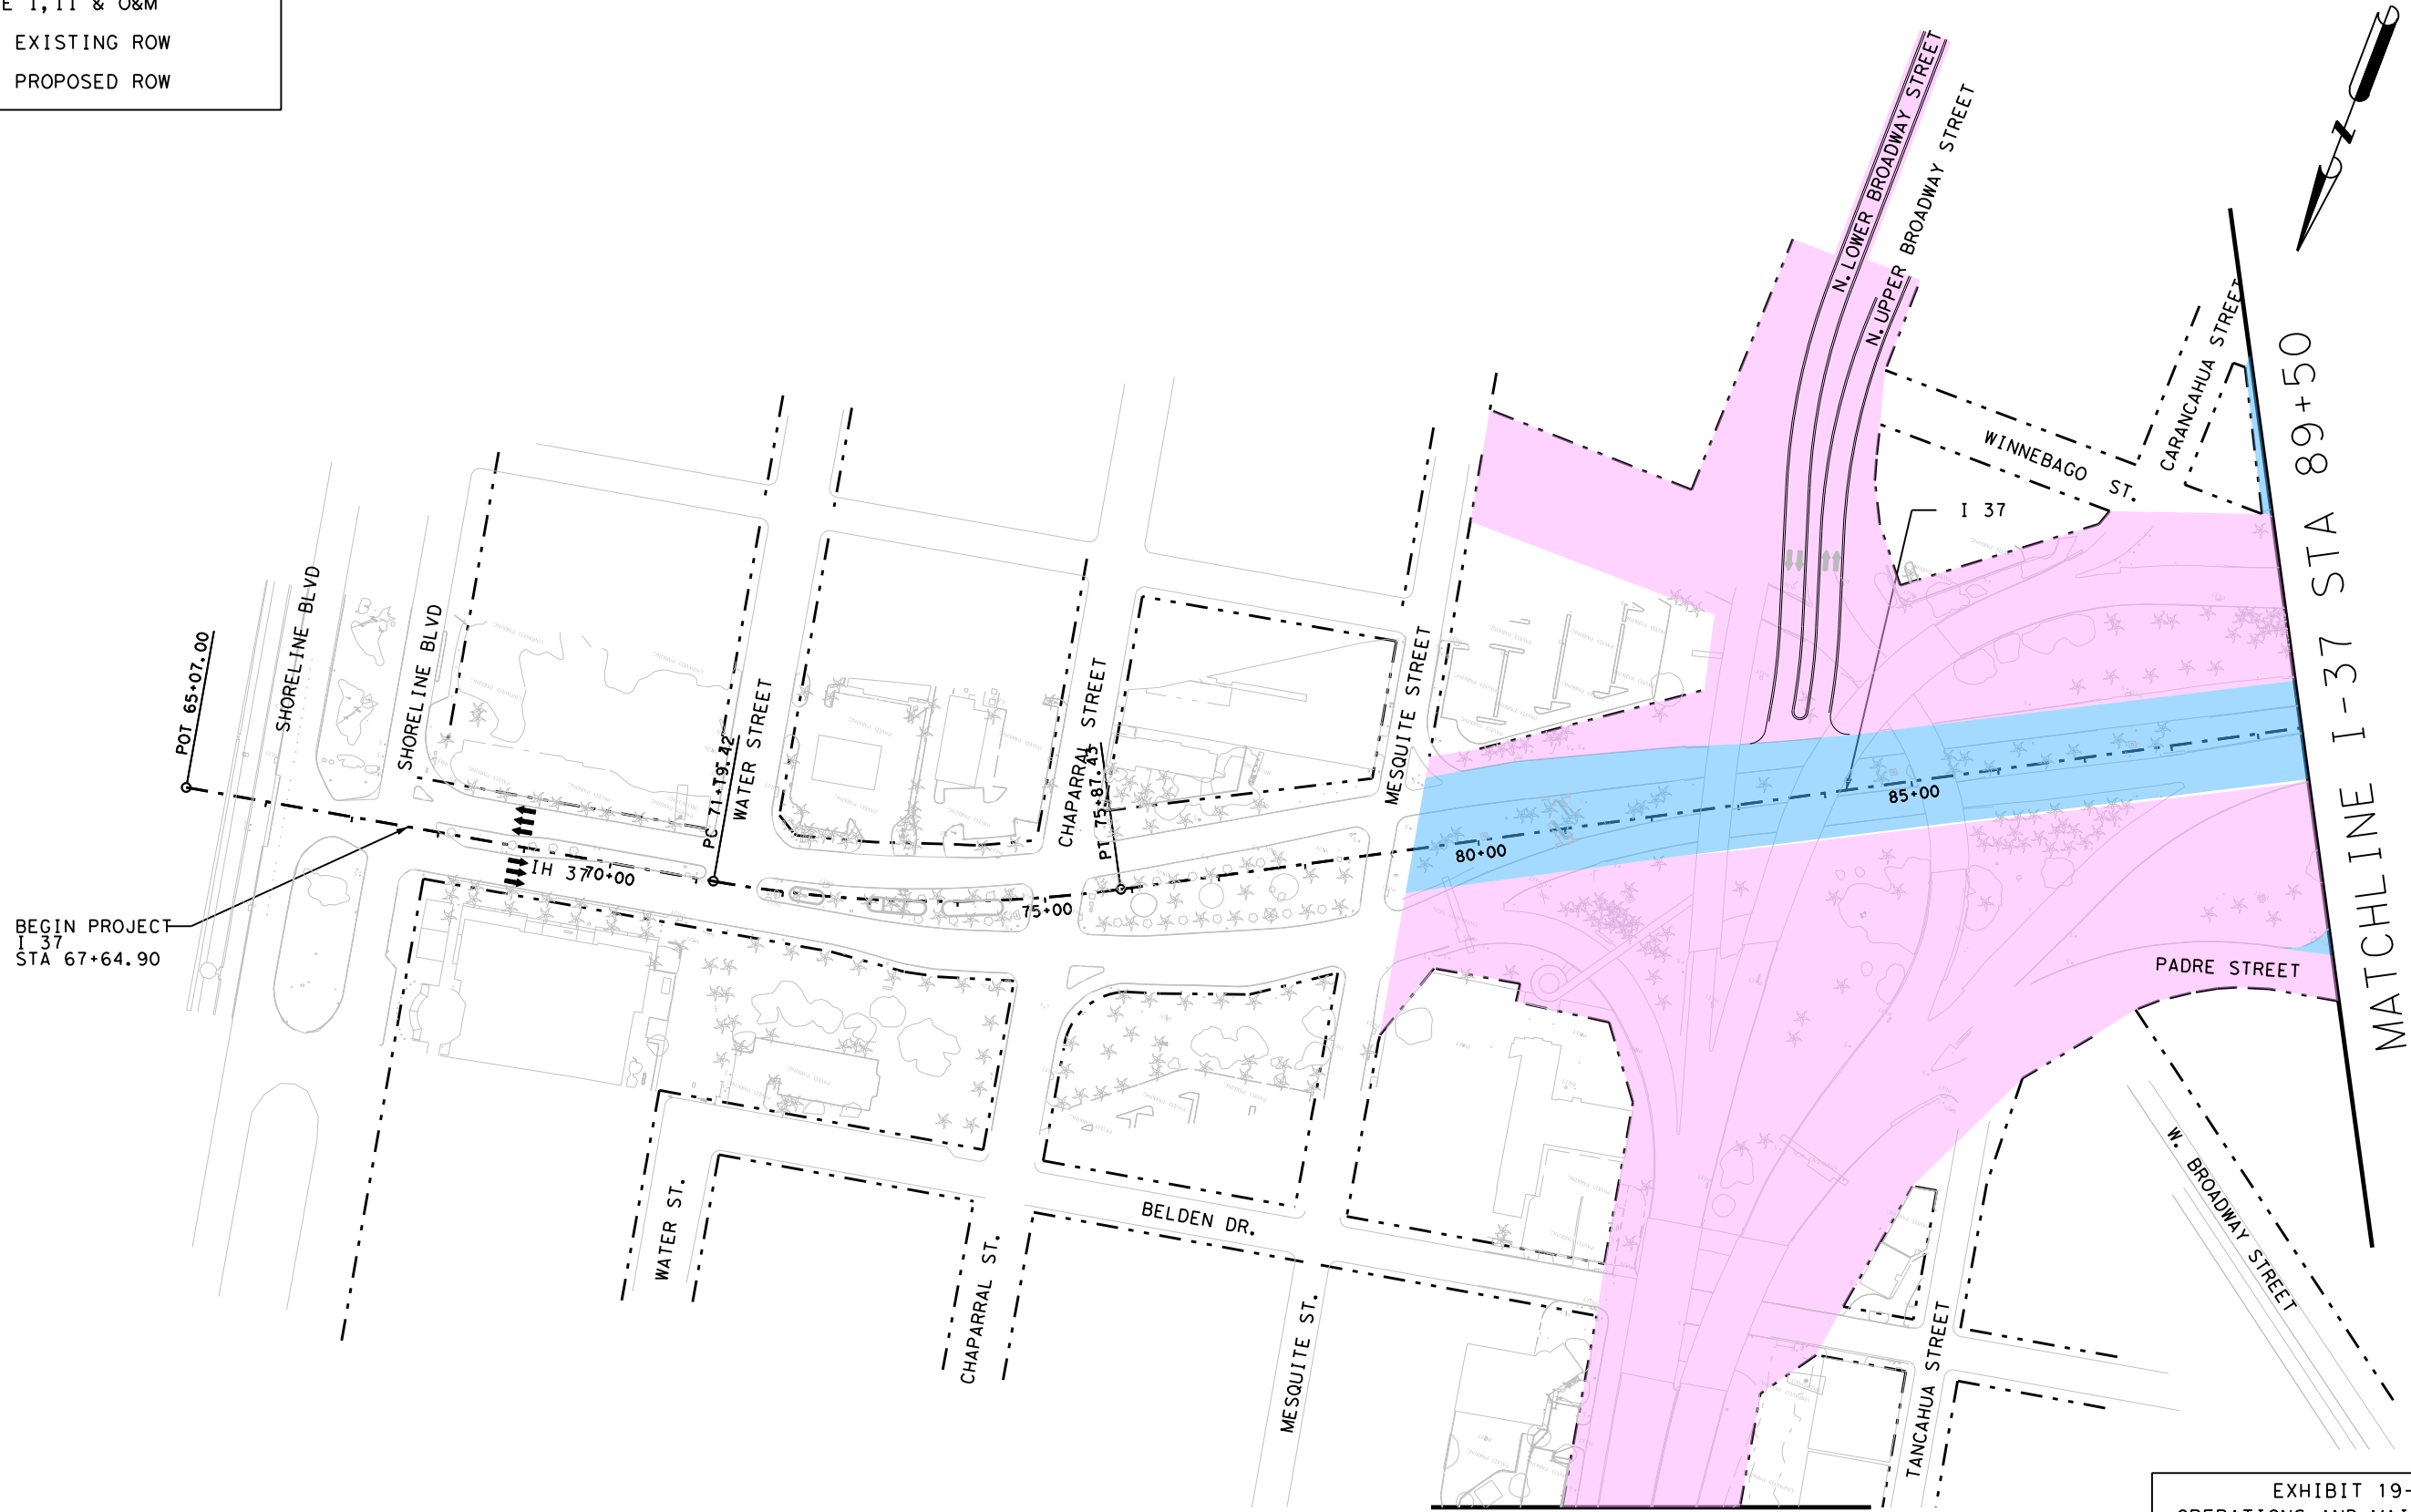 E I,II & O&M
EXISTING ROW
PROPOSED ROW
N. LOWER BROADWAY STREET
N. UPPER BROADWAY STREET
Z
CARANCAHUA STREET
WINNEBAGO ST.
I 37
MATCHLINE I-37 STA 89+50
POT 65+07.00
SHORELINE BLVD
SHORELINE BLVD
PC 71+19.42
WATER STREET
CHAPARRAL STREET
PT 75+87.43
MESQUITE STREET
85+00
80+00
IH 37
70+00
75+00
BEGIN PROJECT
I 37
STA 67+64.90
PADRE STREET
W. BROADWAY STREET
WATER ST.
CHAPARRAL ST.
BELDEN DR.
MESQUITE ST.
TANCAHUA STREET
EXHIBIT 19-